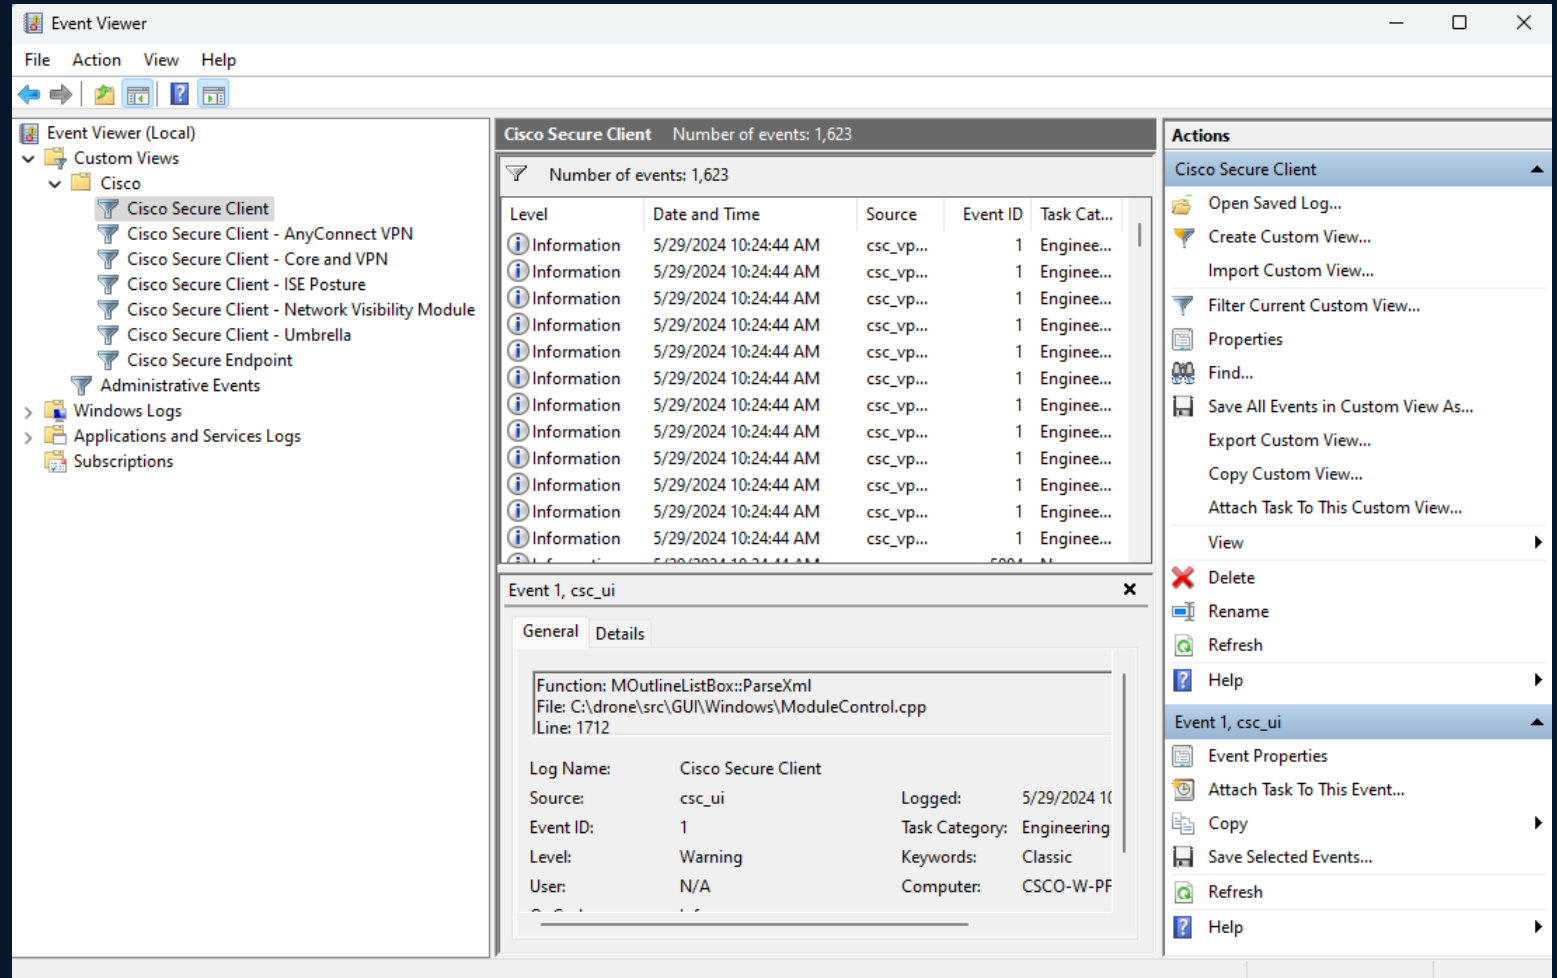 Event Viewer
File Action View Help
Event Viewer (Local)
Custom Views
Cisco
Cisco Secure Client
Cisco Secure Client - AnyConnect VPN
Cisco Secure Client - Core and VPN
Cisco Secure Client - ISE Posture
Cisco Secure Client - Network Visibility Module
Cisco Secure Client - Umbrella
Cisco Secure Endpoint
Administrative Events
Windows Logs
Applications and Services Logs
Subscriptions
Cisco Secure Client Number of events: 1,623
Number of events: 1,623
Level Date and Time Source Event ID Task Cat...
Information 5/29/2024 10:24:44 AM csc_vp... 1 Enginee...
Information 5/29/2024 10:24:44 AM csc_vp... 1 Enginee...
Information 5/29/2024 10:24:44 AM csc_vp... 1 Enginee...
Information 5/29/2024 10:24:44 AM csc_vp... 1 Enginee...
Information 5/29/2024 10:24:44 AM csc_vp... 1 Enginee...
Information 5/29/2024 10:24:44 AM csc_vp... 1 Enginee...
Information 5/29/2024 10:24:44 AM csc_vp... 1 Enginee...
Information 5/29/2024 10:24:44 AM csc_vp... 1 Enginee...
Information 5/29/2024 10:24:44 AM csc_vp... 1 Enginee...
Information 5/29/2024 10:24:44 AM csc_vp... 1 Enginee...
Information 5/29/2024 10:24:44 AM csc_vp... 1 Enginee...
Information 5/29/2024 10:24:44 AM csc_vp... 1 Enginee...
Event 1, csc_ui
General Details
Function: MOutlineListBox::ParseXml
File: C:\drone\src\GUI\Windows\ModuleControl.cpp
Line: 1712
Log Name: Cisco Secure Client
Source: csc_ui Logged: 5/29/2024 10
Event ID: 1 Task Category: Engineering
Level: Warning Keywords: Classic
User: N/A Computer: CSCO-W-PF
Actions
Cisco Secure Client
Open Saved Log...
Create Custom View...
Import Custom View...
Filter Current Custom View...
Properties
Find...
Save All Events in Custom View As...
Export Custom View...
Copy Custom View...
Attach Task To This Custom View...
View
Delete
Rename
Refresh
Help
Event 1, csc_ui
Event Properties
Attach Task To This Event...
Copy
Save Selected Events...
Refresh
Help